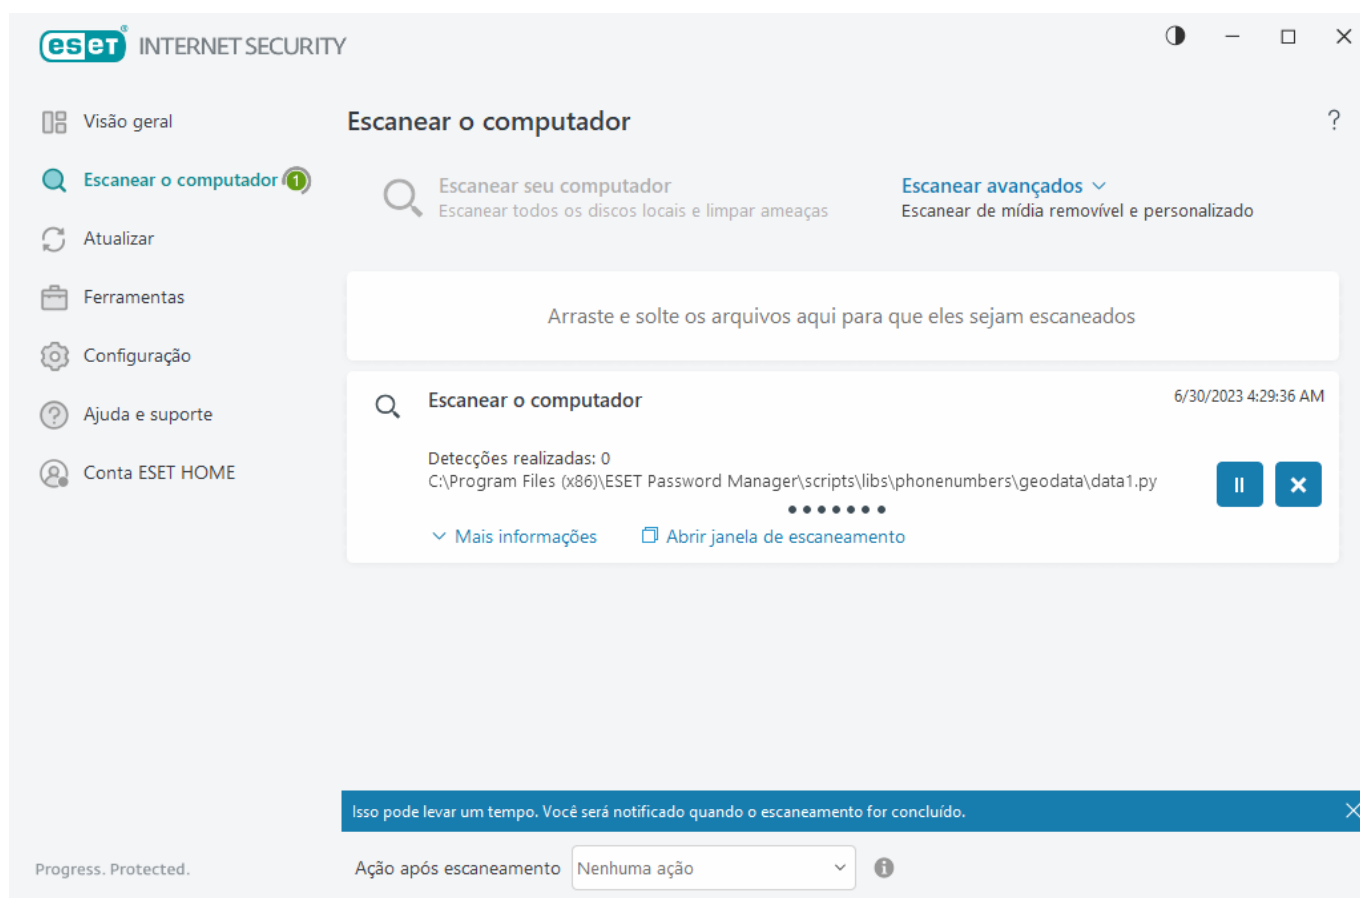 eset® INTERNET SECURITY
Visão geral
Escanear o computador 1
Atualizar
Ferramentas
Configuração
Ajuda e suporte
Conta ESET HOME
Progress. Protected.
Escanear o computador
?
Escanear seu computador
Escanear todos os discos locais e limpar ameaças
Escanear avançados
Escanear de mídia removível e personalizado
Arraste e solte os arquivos aqui para que eles sejam escaneados
Escanear o computador
6/30/2023 4:29:36 AM
Detecções realizadas: 0
C:\Program Files (x86)\ESET Password Manager\scripts\libs\phonenumbers\geodata\data1.py
Mais informações
Abrir janela de escaneamento
Isso pode levar um tempo. Você será notificado quando o escaneamento for concluído.
Ação após escaneamento
Nenhuma ação